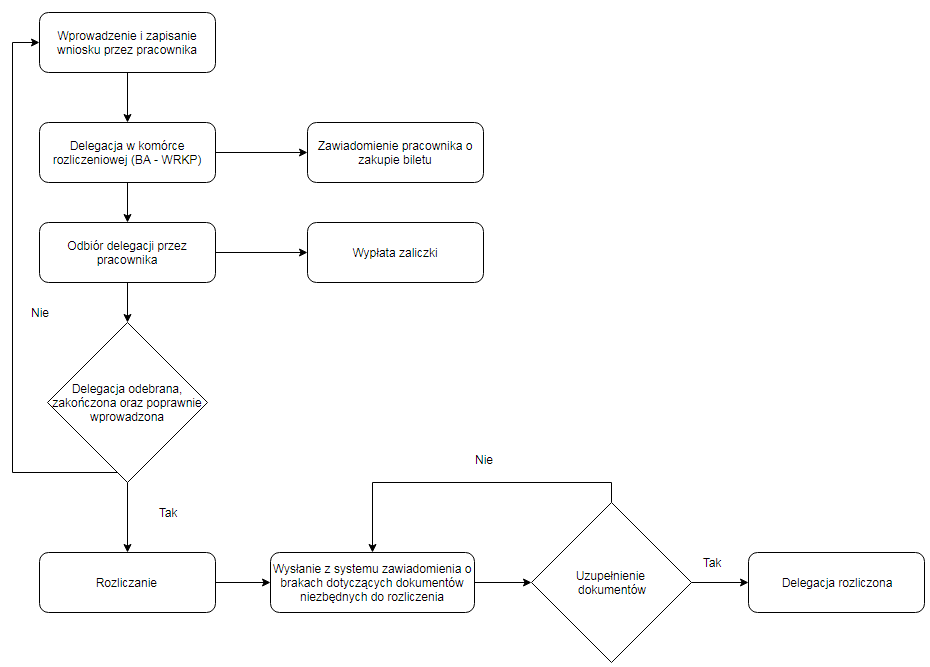 Wprowadzenie i zapisanie
wniosku przez pracownika
Delegacja w komórce
rozliczeniowej (BA - WRKP)
Zawiadomienie pracownika o
zakupie biletu
Odbiór delegacji przez
pracownika
Wypłata zaliczki
Nie
Delegacja odebrana,
zakończona oraz poprawnie
wprowadzona
Tak
Rozliczanie
Wysłanie z systemu zawiadomienia o
brakach dotyczących dokumentów
niezbędnych do rozliczenia
Nie
Uzupełnienie
dokumentów
Tak
Delegacja rozliczona